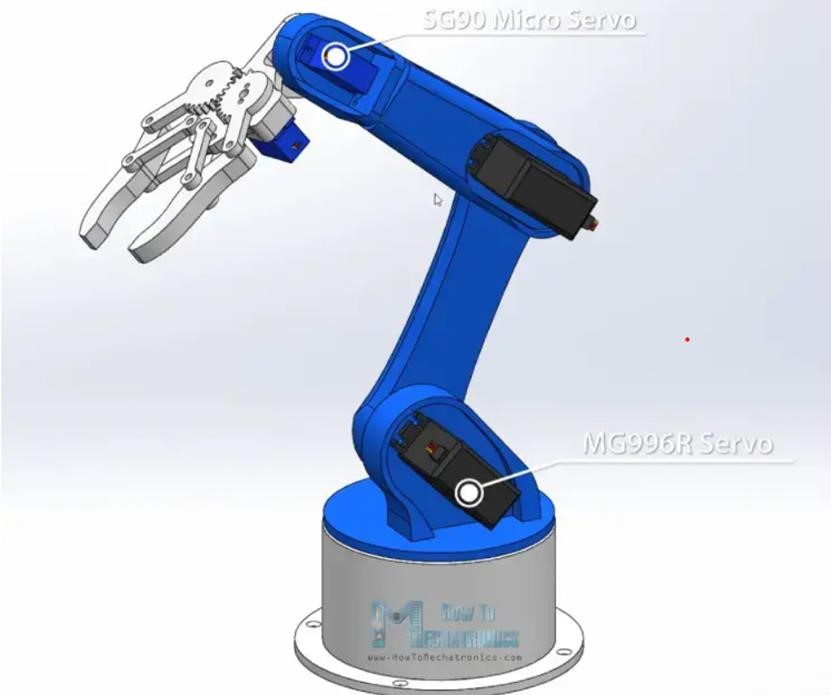 SG90 Micro Servo
MG996R Servo
How To
Mechatronics
www.HowToMechatronics.com